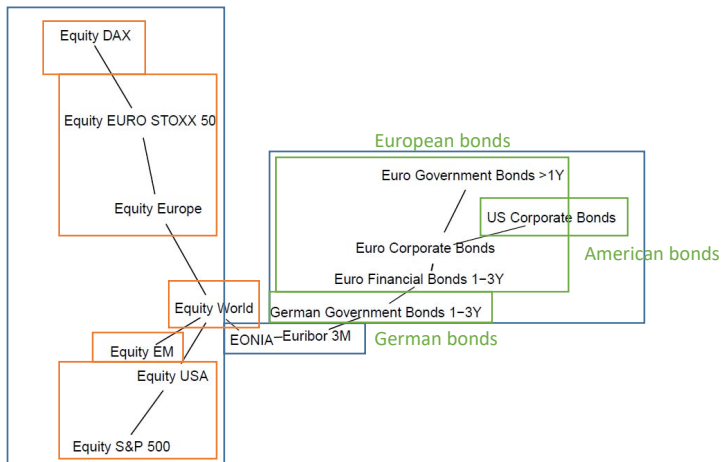 Equity DAX
Equity EURO STOXX 50
European bonds
Euro Government Bonds >1Y
Equity Europe
US Corporate Bonds
Euro Corporate Bonds
American bonds
Euro Financial Bonds 1−3Y
Equity World
German Government Bonds 1−3Y
EONIA
Euribor 3M
German bonds
Equity EM
Equity USA
Equity S&P 500